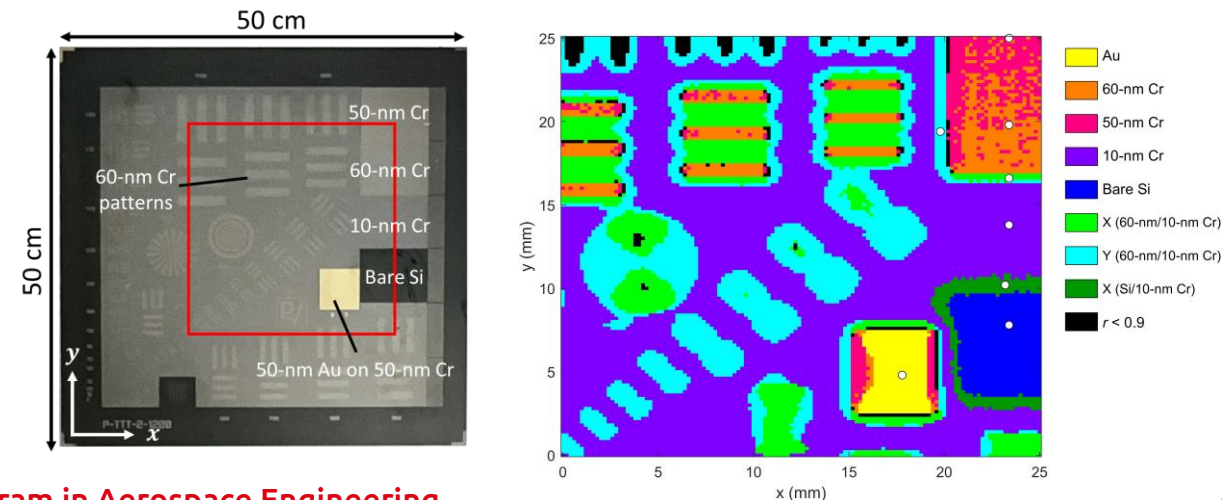 50 cm
50 cm
50-nm Cr
60-nm Cr
60-nm Cr
patterns
10-nm Cr
Bare Si
50-nm Au on 50-nm Cr
y
x
P-TTT-2-1200
25
20
15
10
5
0
y (mm)
0 5 10 15 20 25
x (mm)
Au
60-nm Cr
50-nm Cr
10-nm Cr
Bare Si
X (60-nm/10-nm Cr)
Y (60-nm/10-nm Cr)
X (Si/10-nm Cr)
r < 0.9
ram in Aerospace Engineering